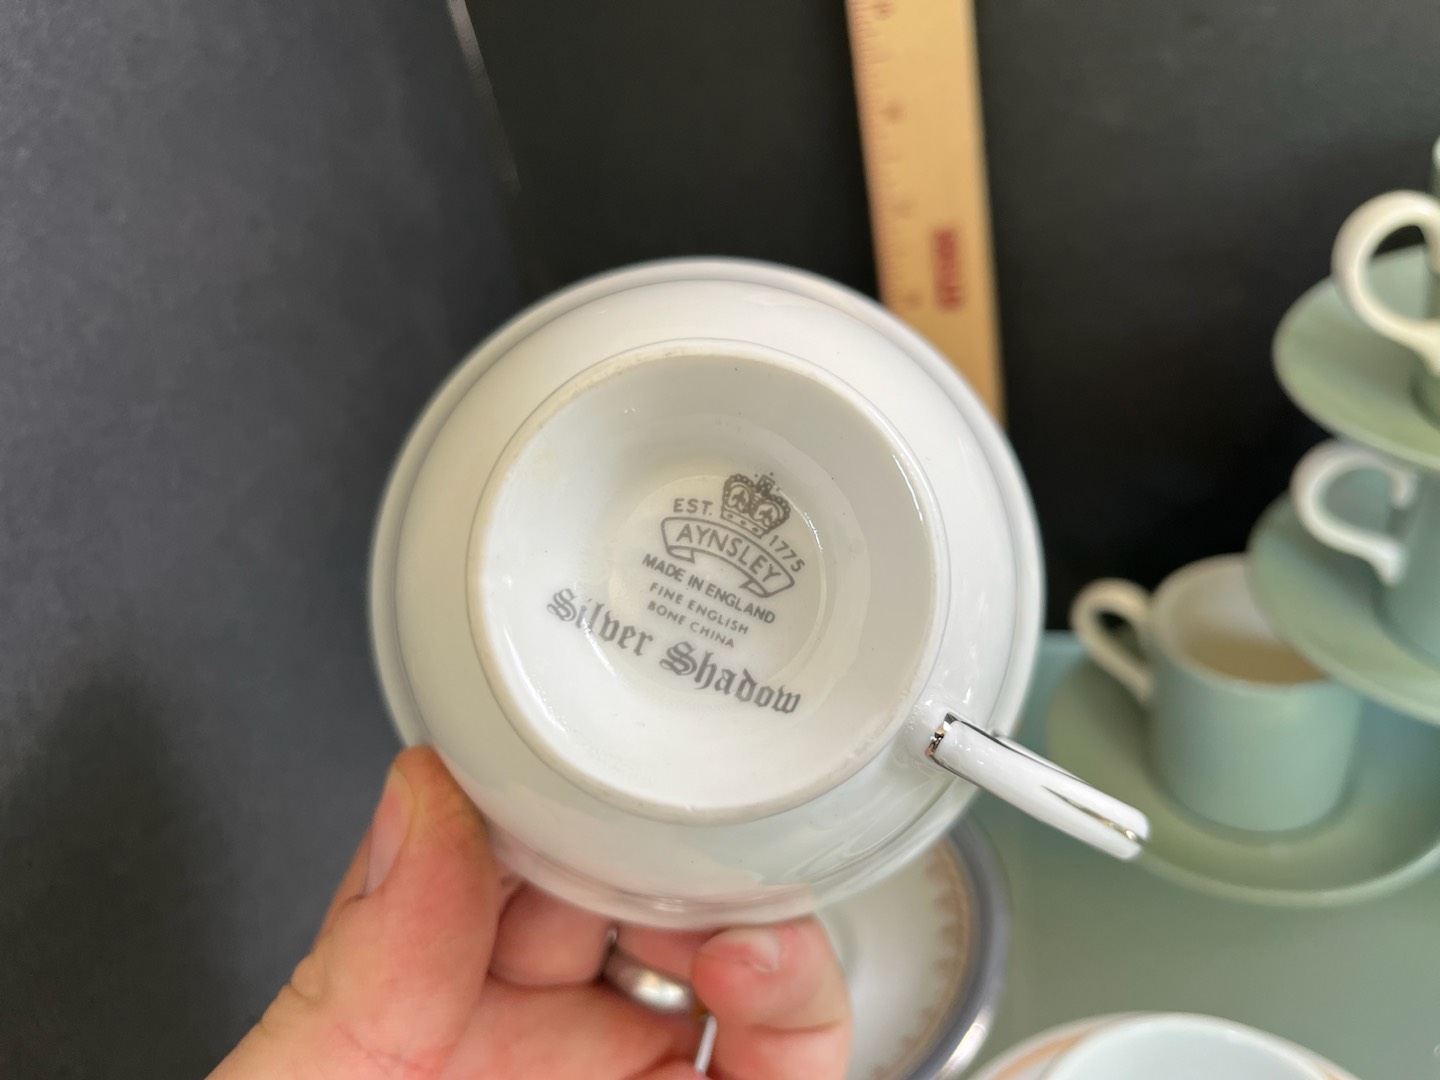 EST. 1775
AYNSLEY
MADE IN ENGLAND
FINE ENGLISH
BONE CHINA
Silver Shadow